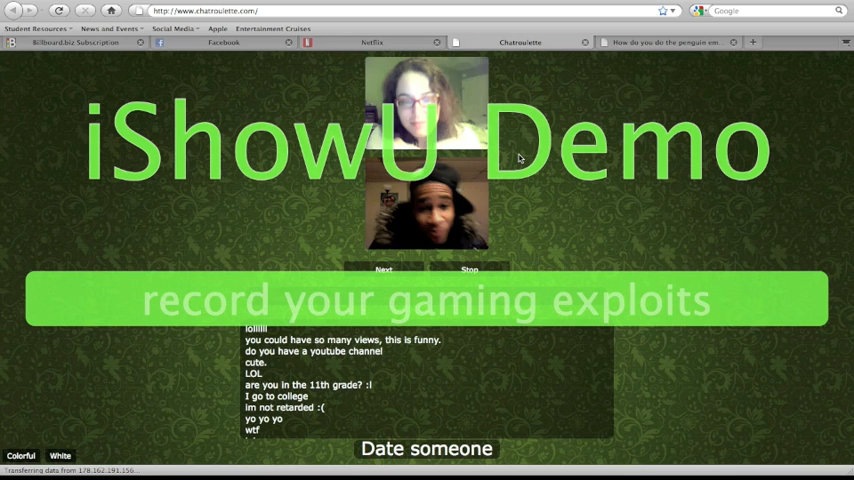 http://www.chatroulette.com/
Google
Student Resources
News and Events
Social Media
Apple
Entertainment Cruises
Billboard.biz Subscription
Facebook
Netflix
Chatroulette
How do you do the penguin em...
iShowU Demo
Next
Stop
record your gaming exploits
lolllllll
you could have so many views, this is funny.
do you have a youtube channel
cute.
LOL
are you in the 11th grade? :l
I go to college
im not retarded :(
yo yo yo
wtf
Date someone
Colorful
White
Transferring data from 178.162.191.156...